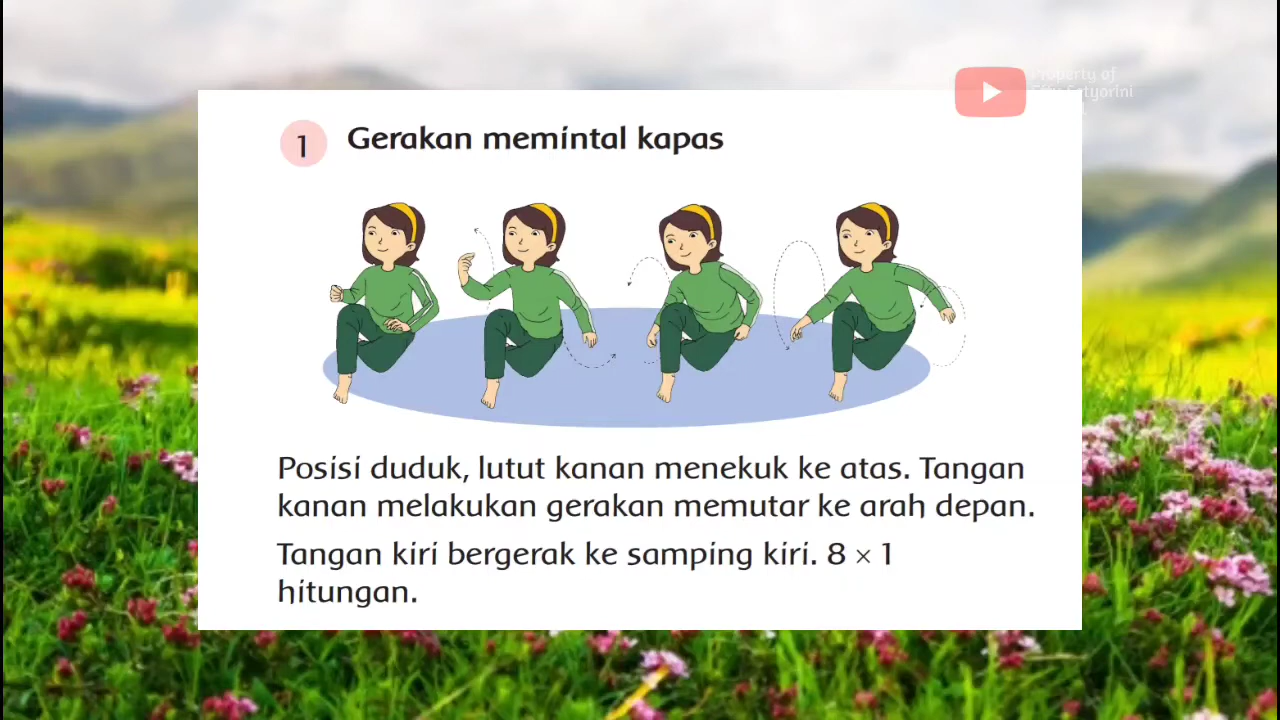 Property of
1 Gerakan memintal kapas
Posisi duduk, lutut kanan menekuk ke atas. Tangan
kanan melakukan gerakan memutar ke arah depan.
Tangan kiri bergerak ke samping kiri. 8 × 1
hitungan.